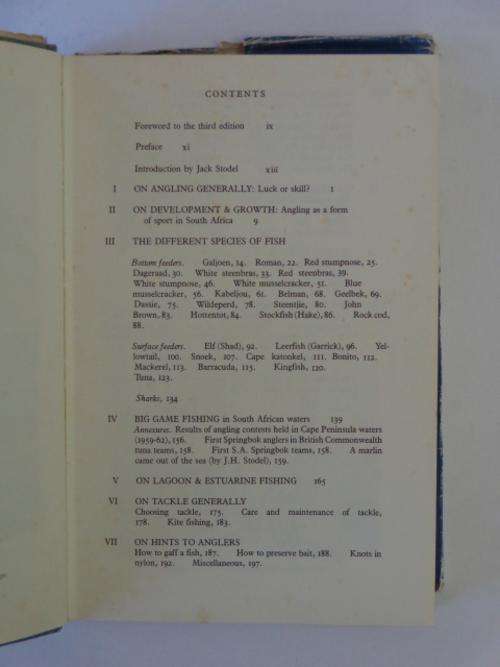 CONTENTS
Foreword to the third edition ix
Preface xi
Introduction by Jack Stodel xiii
I ON ANGLING GENERALLY: Luck or skill? 1
II ON DEVELOPMENT & GROWTH: Angling as a form
of sport in South Africa 9
III THE DIFFERENT SPECIES OF FISH
Bottom feeders. Galjoen, 14. Roman, 22. Red stumpnose, 25.
Dageraad, 30. White steenbras, 33. Red steenbras, 39.
White stumpnose, 46. White musselcracker, 51. Blue
musselcracker, 56. Kabeljou, 61. Belman, 68. Geelbek, 69.
Dassie, 75. Wildeperd, 78. Steentjie, 80. John
Brown, 83. Hottentot, 84. Stockfish (Hake), 86. Rock cod,
88.
Surface feeders. Elf (Shad), 92. Leerfish (Garrick), 96. Yel-
lowtail, 100. Snoek, 107. Cape katonkel, 111. Bonito, 112.
Mackerel, 113. Barracuda, 115. Kingfish, 120.
Tuna, 123.
Sharks, 134
IV BIG GAME FISHING in South African waters 139
Annexures. Results of angling contests held in Cape Peninsula waters
(1959-62), 156. First Springbok anglers in British Commonwealth
tuna teams, 158. First S.A. Springbok teams, 158. A marlin
came out of the sea (by J.H. Stodel), 159.
V ON LAGOON & ESTUARINE FISHING 165
VI ON TACKLE GENERALLY
Choosing tackle, 175. Care and maintenance of tackle,
178. Kite fishing, 183.
VII ON HINTS TO ANGLERS
How to gaff a fish, 187. How to preserve bait, 188. Knots in
nylon, 192. Miscellaneous, 197.